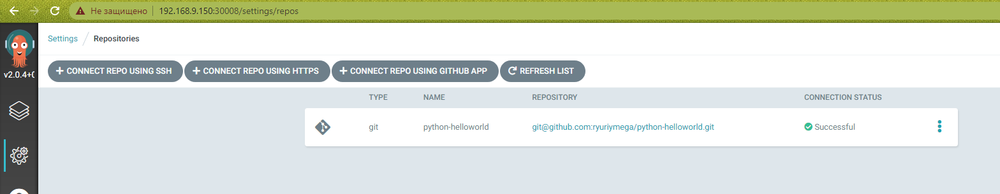 Не защищено 192.168.9.150:30008/settings/repos
Settings / Repositories
v2.0.4+0
CONNECT REPO USING SSH CONNECT REPO USING HTTPS CONNECT REPO USING GITHUB APP REFRESH LIST
TYPE NAME REPOSITORY CONNECTION STATUS
git python-helloworld git@github.com:ryuriymega/python-helloworld.git Successful